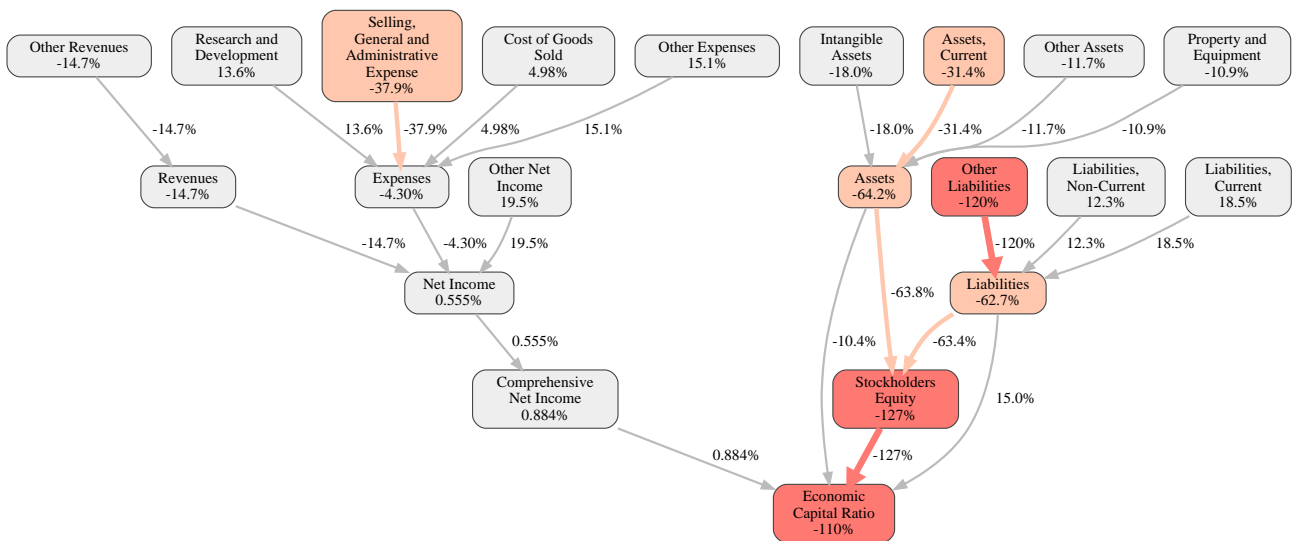 Other Revenues
-14.7%
Research and
Development
13.6%
Selling,
General and
Administrative
Expense
-37.9%
Cost of Goods
Sold
4.98%
Other Expenses
15.1%
Intangible
Assets
-18.0%
Assets,
Current
-31.4%
Other Assets
-11.7%
Property and
Equipment
-10.9%
-14.7%
13.6%
-37.9%
4.98%
15.1%
-18.0%
-31.4%
-11.7%
-10.9%
Revenues
-14.7%
Expenses
-4.30%
Other Net
Income
19.5%
Assets
-64.2%
Other
Liabilities
-120%
Liabilities,
Non-Current
12.3%
Liabilities,
Current
18.5%
-14.7%
-4.30%
19.5%
-120%
12.3%
18.5%
Net Income
0.555%
-63.8%
Liabilities
-62.7%
0.555%
-10.4%
-63.4%
Comprehensive
Net Income
0.884%
Stockholders
Equity
-127%
15.0%
0.884%
-127%
Economic
Capital Ratio
-110%